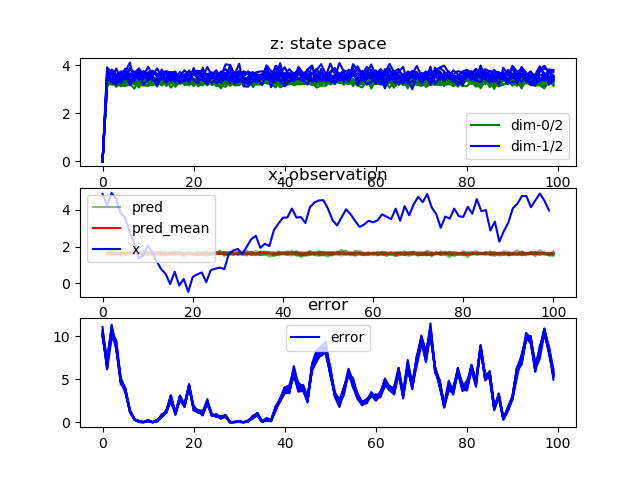 z: state space
4
2
0
dim-0/2
dim-1/2
0 20 40 60 80 100
x: observation
4
2
0
pred
pred_mean
x
0 20 40 60 80 100
error
10
5
0
error
0 20 40 60 80 100